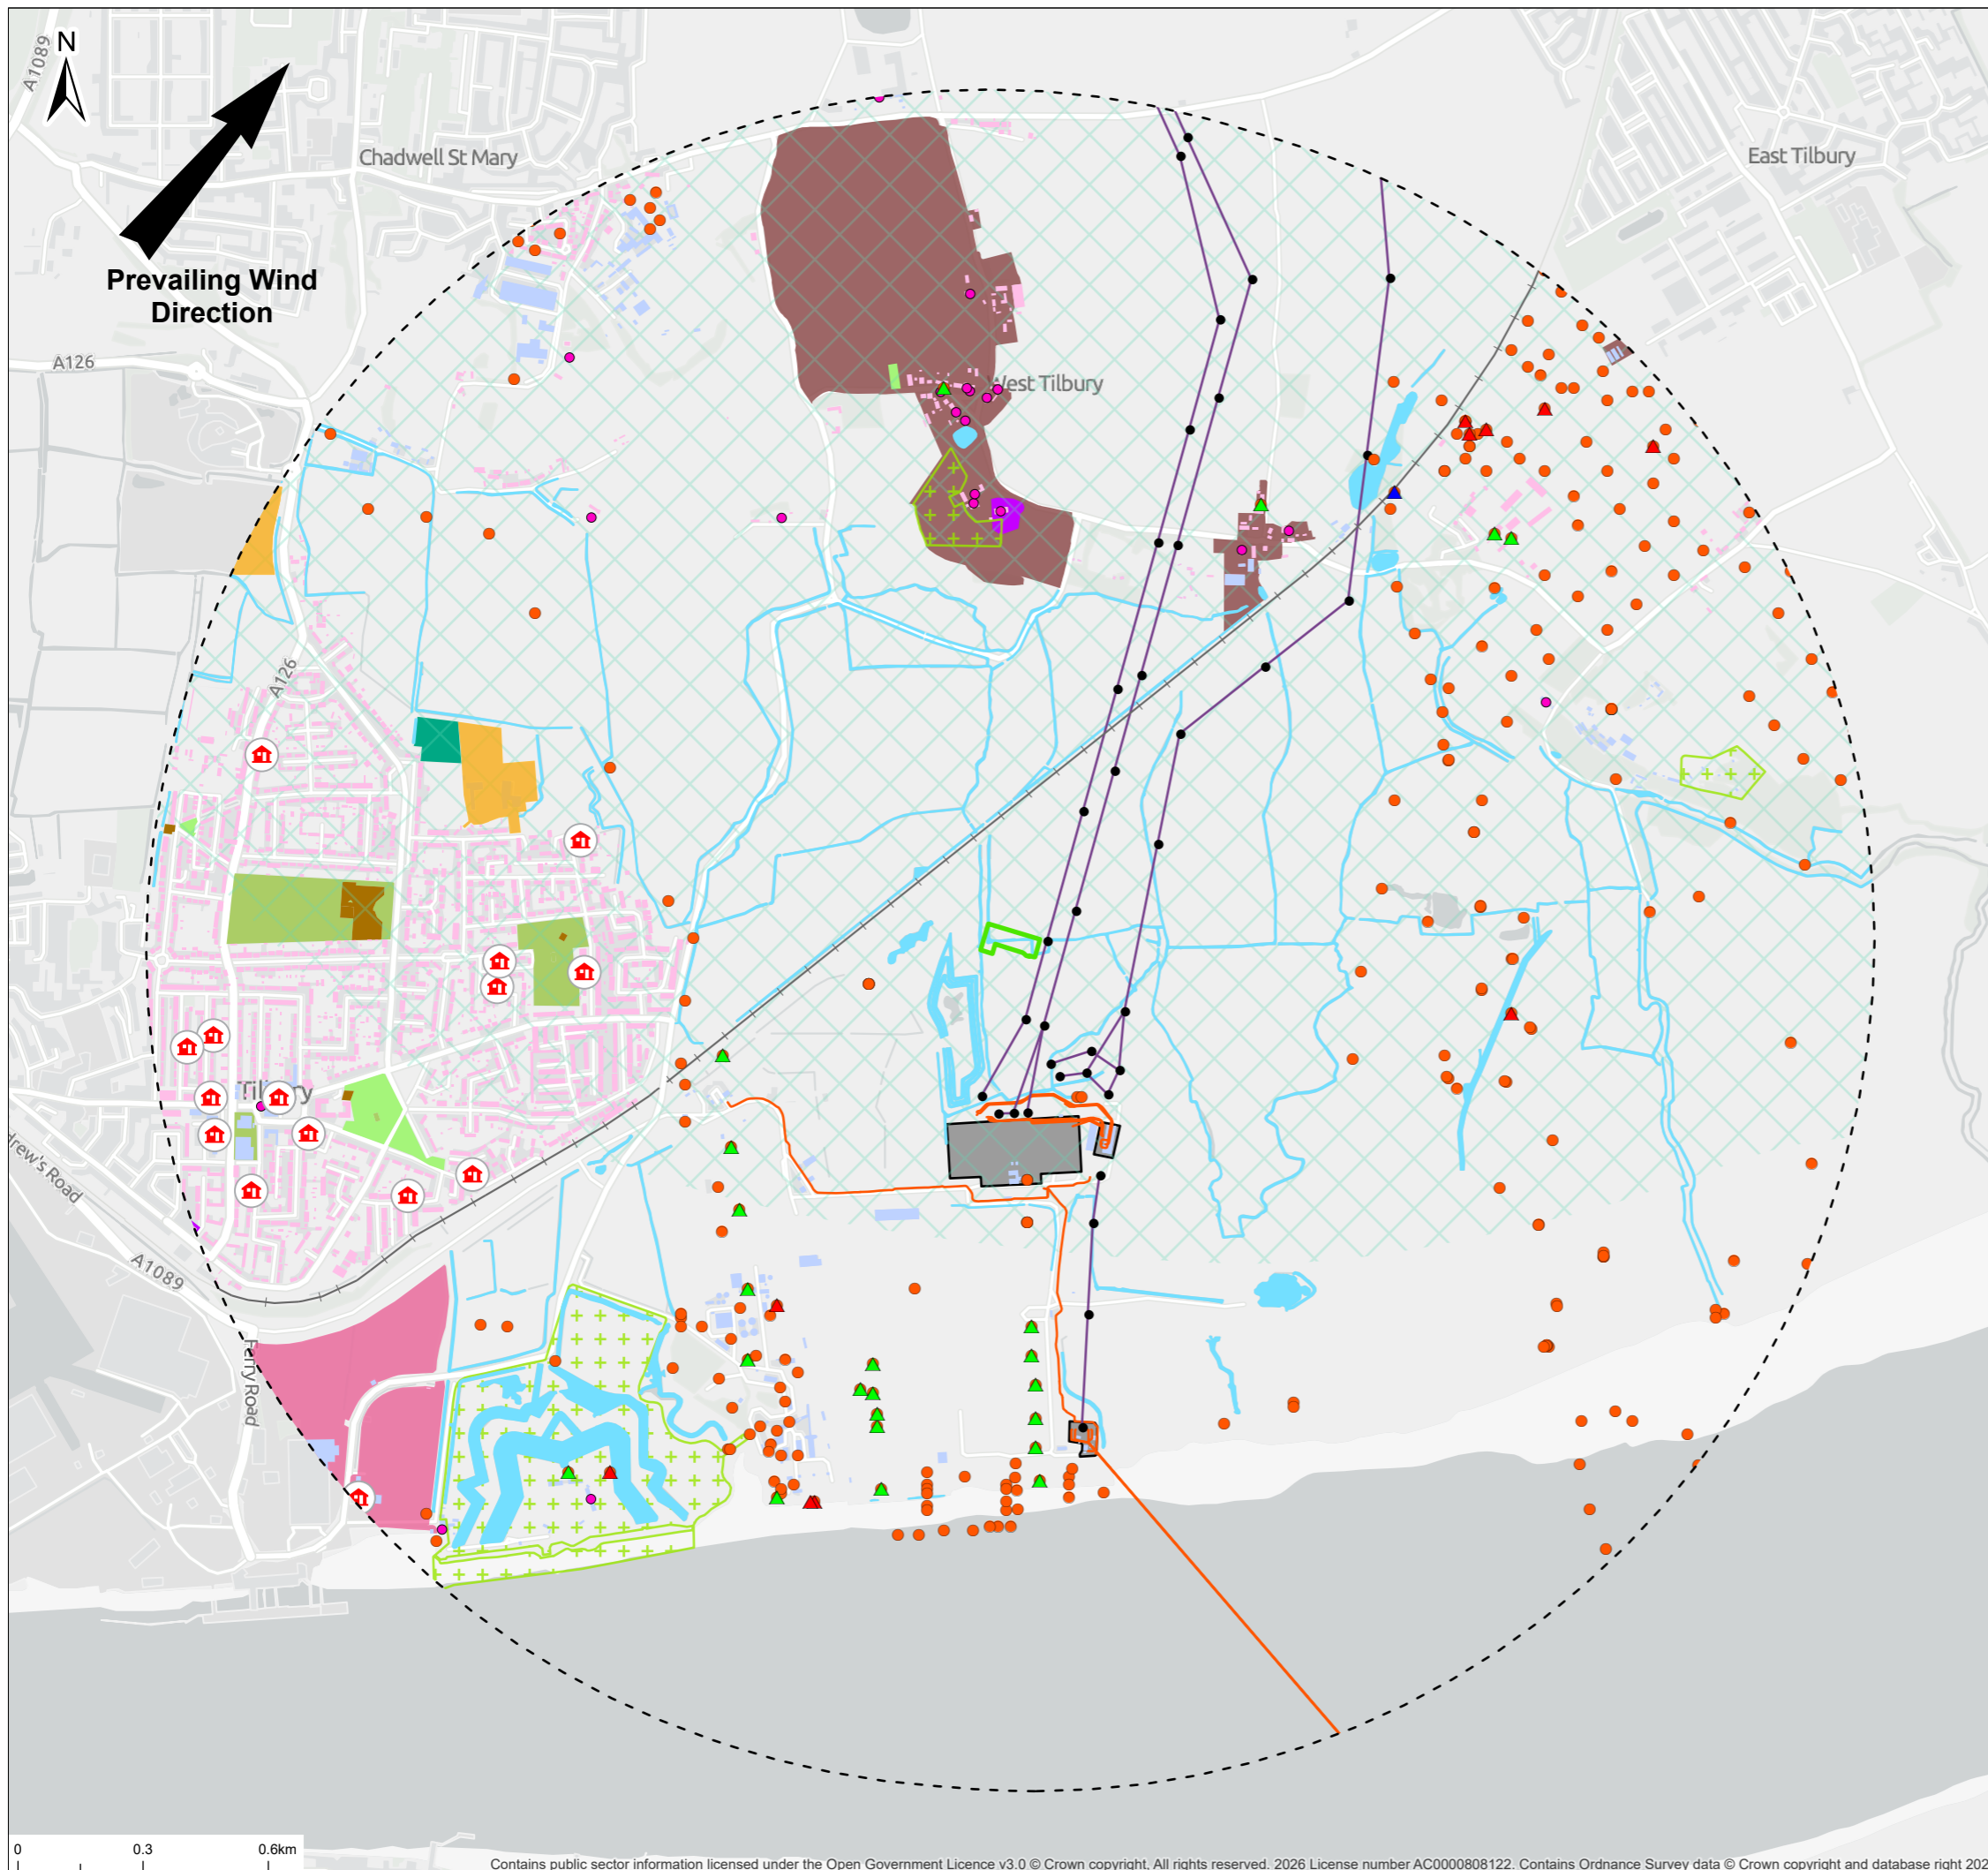 A1089
N
Chadwell St Mary
East Tilbury
Prevailing Wind
Direction
A126
West Tilbury
A126
Tilbury
drew's Road
A1089
Ferry Road
0
0.3
0.6km
Contains public sector information licensed under the Open Government Licence v3.0 © Crown copyright, All rights reserved. 2026 License number AC0000808122. Contains Ordnance Survey data © Crown copyright and database right 20